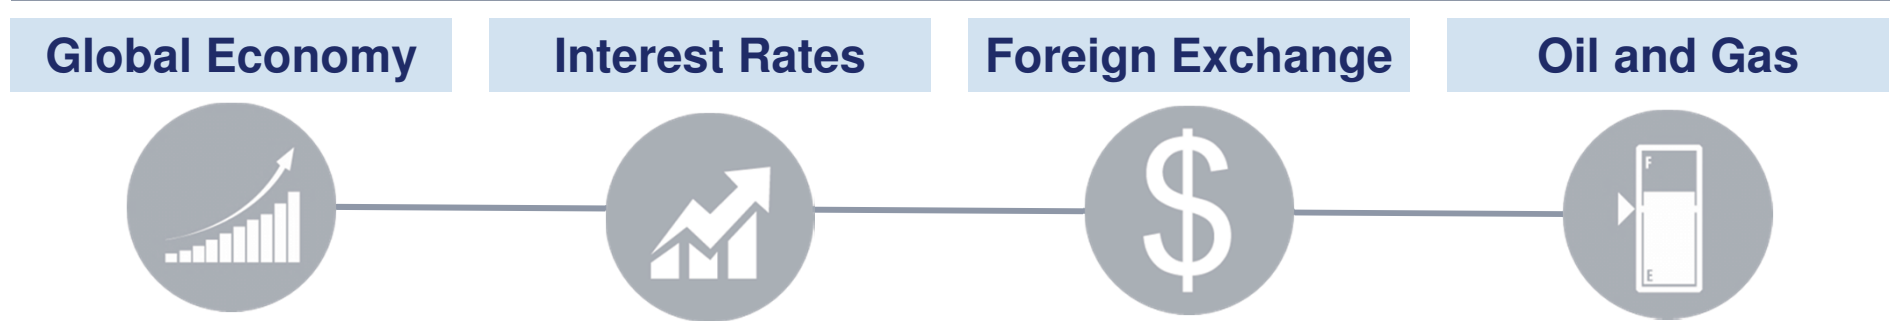 Global Economy
Interest Rates
Foreign Exchange
Oil and Gas
F
E